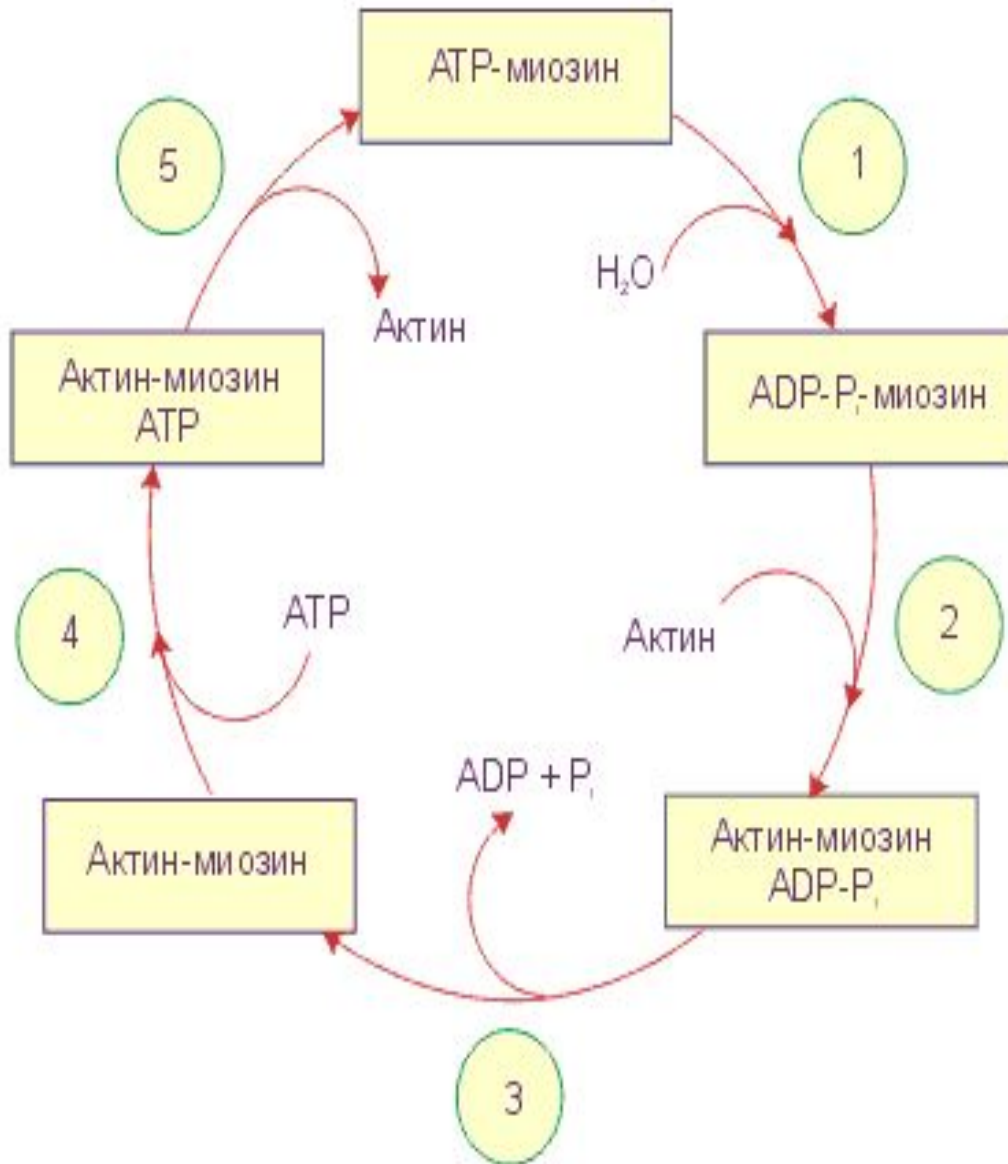 ATP-миозин
5
1
H₂O
Актин
Актин-миозин
ATP
ADP-Pᵢ-миозин
4
ATP
Актин
2
ADP + Pᵢ
Актин-миозин
Актин-миозин
ADP-Pᵢ
3